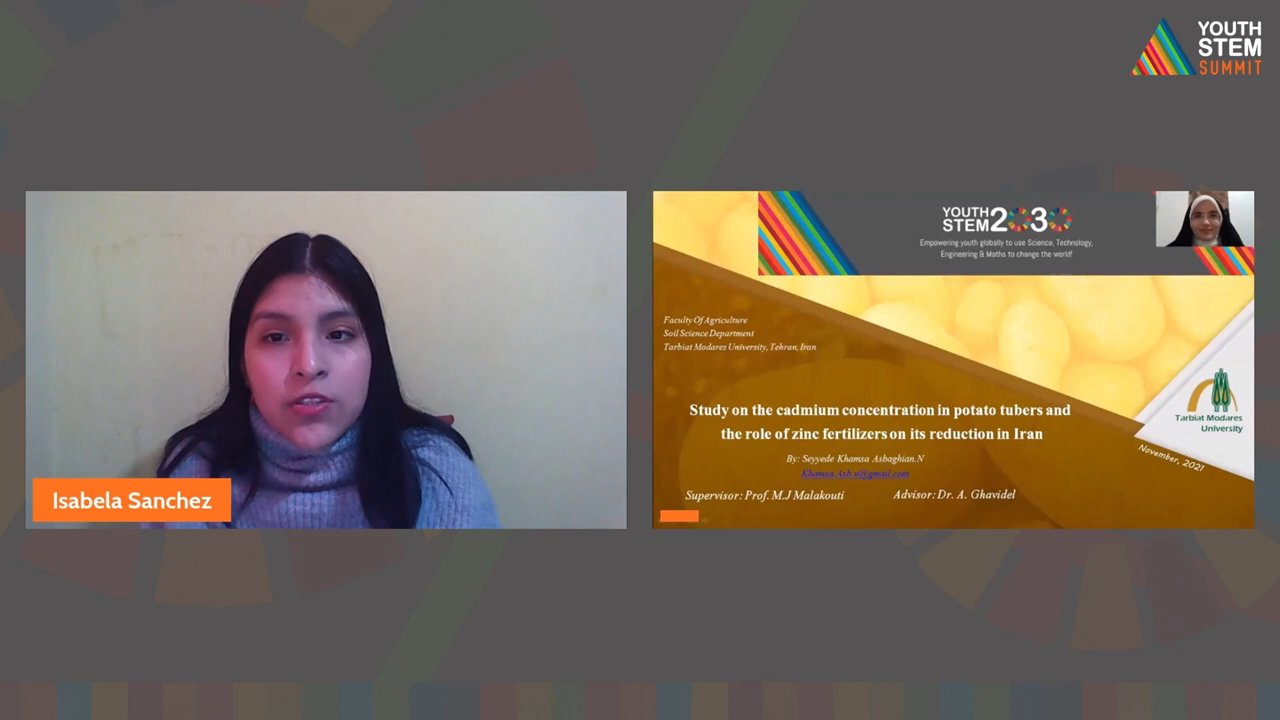 YOUTH
STEM
SUMMIT
Isabela Sanchez
YOUTH
STEM2030
Empowering youth globally to use Science, Technology,
Engineering & Maths to change the world!
Faculty Of Agriculture
Soil Science Department
Tarbiat Modares University, Tehran, Iran
Tarbiat Modares
University
November, 2021
Study on the cadmium concentration in potato tubers and
the role of zinc fertilizers on its reduction in Iran
By: Seyyede Khamsa Asbaghian.N
Supervisor: Prof. M.J Malakouti
Advisor: Dr. A. Ghavidel